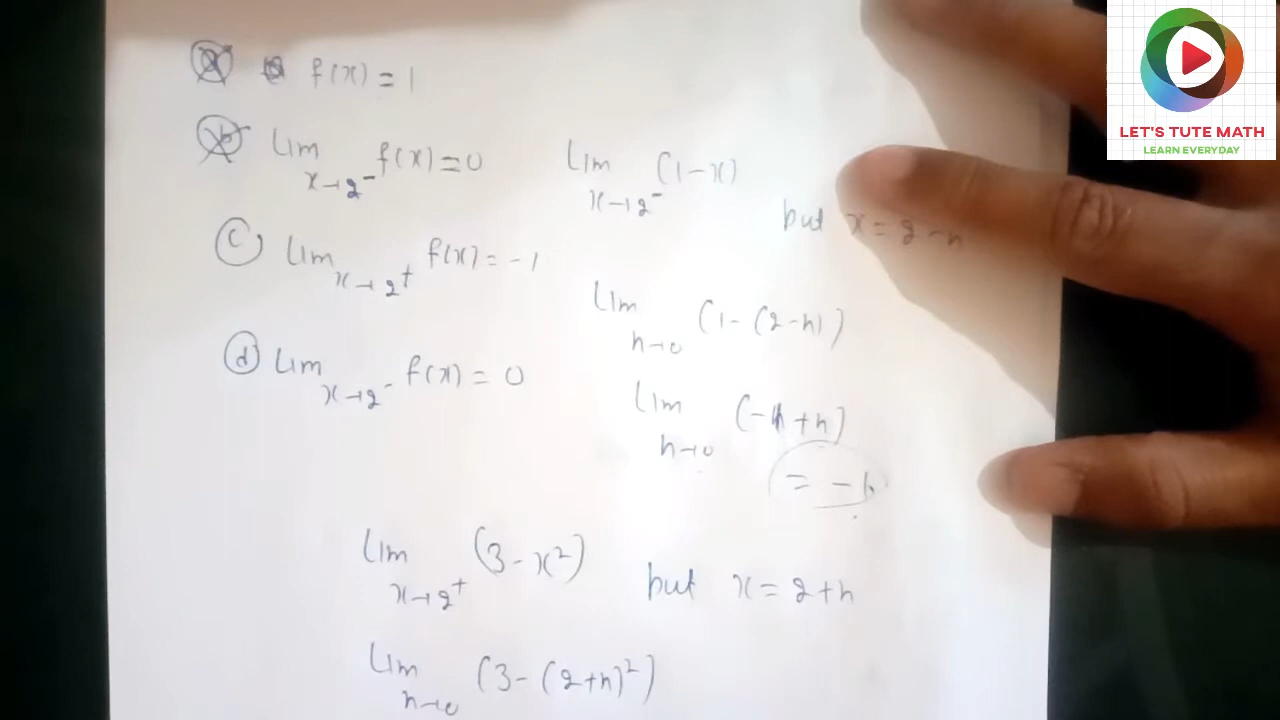 ⓐ f(x) = 1
ⓑ Lim x→2⁻ f(x) = 0
Lim x→2⁻ (1-x)
but x = 2-h
ⓒ Lim x→2⁺ f(x) = -1
Lim h→0 (1-(2-h))
ⓓ Lim x→2⁻ f(x) = 0
Lim h→0 (-1+h)
Lim x→2⁺ (3-x²)
but x = 2+h
Lim h→0 (3-(2+h)²)
LET'S TUTE MATH
LEARN EVERYDAY